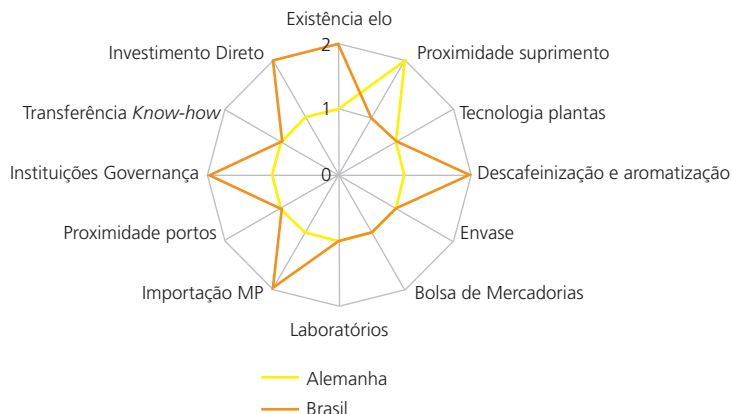 Existência elo
2
Investimento Direto
Proximidade suprimento
1
Transferência Know-how
Tecnologia plantas
0
Instituições Governança
Descafeinização e aromatização
Proximidade portos
Envase
Importação MP
Bolsa de Mercadorias
Laboratórios
Alemanha
Brasil